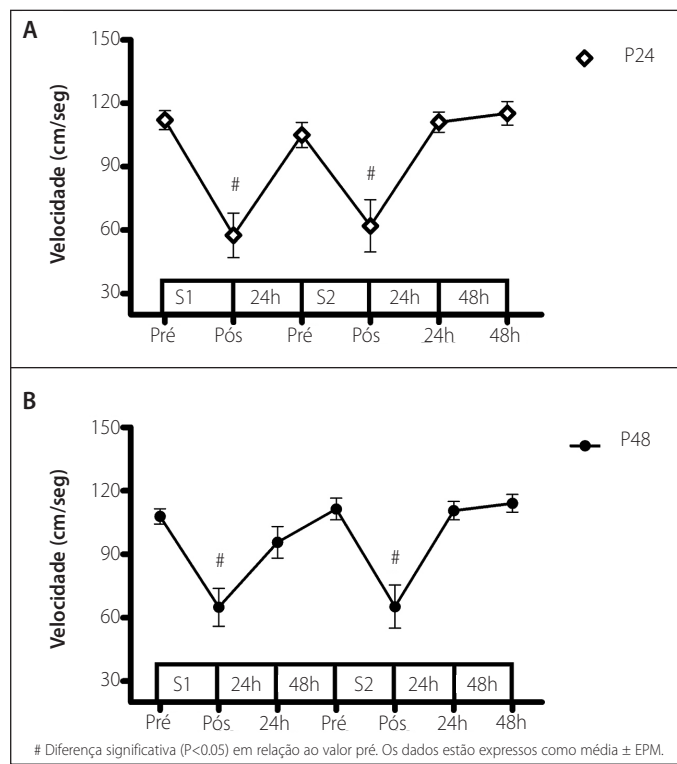 A
P24
Velocidade (cm/seg)
150
120
90
60
30
#
#
S1 24h S2 24h 48h
Pré Pós Pré Pós 24h 48h
B
P48
Velocidade (cm/seg)
150
120
90
60
30
#
#
S1 24h 48h S2 24h 48h
Pré Pós 24h Pré Pós 24h 48h
# Diferença significativa (P<0.05) em relação ao valor pré. Os dados estão expressos como média ± EPM.